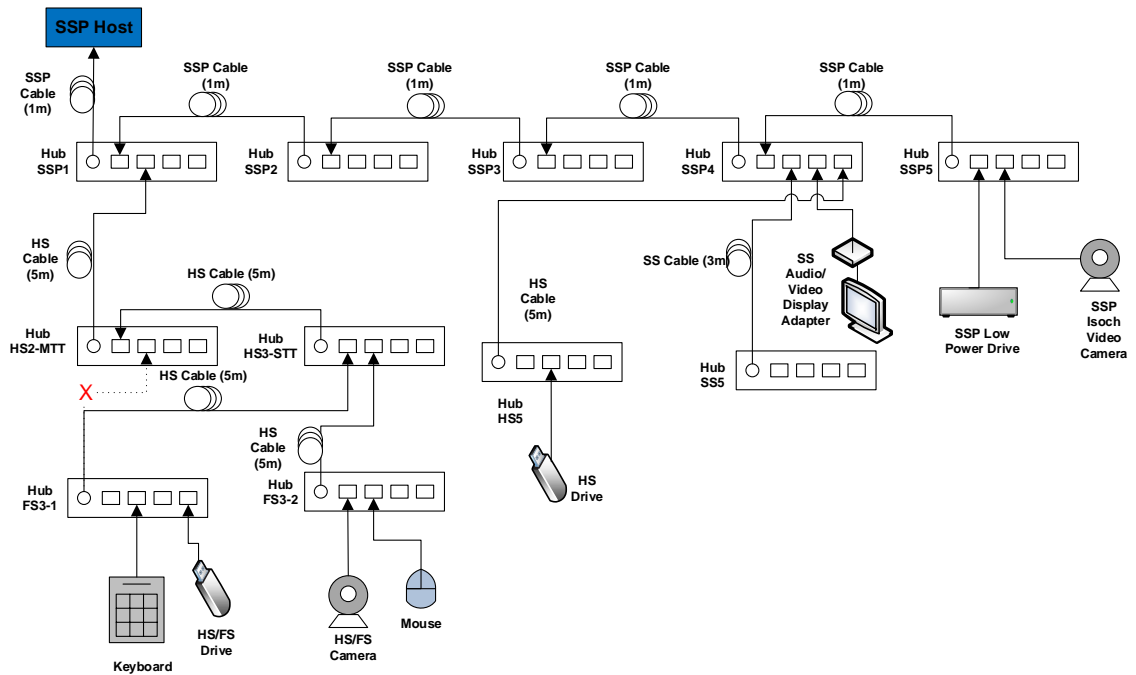 SSP Host
SSP
Cable
(1m)
SSP Cable
(1m)
SSP Cable
(1m)
SSP Cable
(1m)
SSP Cable
(1m)
Hub
SSP1
Hub
SSP2
Hub
SSP3
Hub
SSP4
Hub
SSP5
HS
Cable
(5m)
HS Cable (5m)
HS
Cable
(5m)
SS Cable (3m)
SS
Audio/
Video
Display
Adapter
SSP Low
Power Drive
SSP
Isoch
Video
Camera
Hub
HS2-MTT
Hub
HS3-STT
Hub
HS5
Hub
SS5
X
HS Cable (5m)
HS
Cable
(5m)
HS
Drive
Hub
FS3-1
Hub
FS3-2
Keyboard
HS/FS
Drive
HS/FS
Camera
Mouse